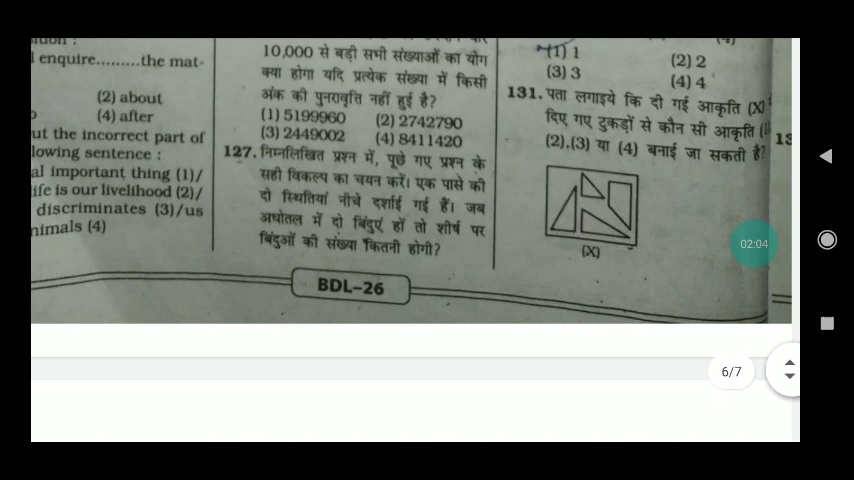 l enquire.........the mat-
(2) about
(4) after
ut the incorrect part of
lowing sentence :
al important thing (1)/
life is our livelihood (2)/
discriminates (3)/us
nimals (4)
10,000 से बड़ी सभी संख्याओं का योग
क्या होगा यदि प्रत्येक संख्या में किसी
अंक की पुनरावृत्ति नहीं हुई है?
(1) 5199960 (2) 2742790
(3) 2449002 (4) 8411420
127. निम्नलिखित प्रश्न में, पूछे गए प्रश्न के
सही विकल्प का चयन करें। एक पासे की
दो स्थितियां नीचे दर्शाई गई हैं। जब
अधोतल में दो बिंदुएं हों तो शीर्ष पर
बिंदुओं की संख्या कितनी होगी?
(1) 1 (2) 2
(3) 3 (4) 4
131. पता लगाइये कि दी गई आकृति (X)
दिए गए टुकड़ों से कौन सी आकृति
(2),(3) या (4) बनाई जा सकती है?
(X)
13
BDL-26
02:04
6/7